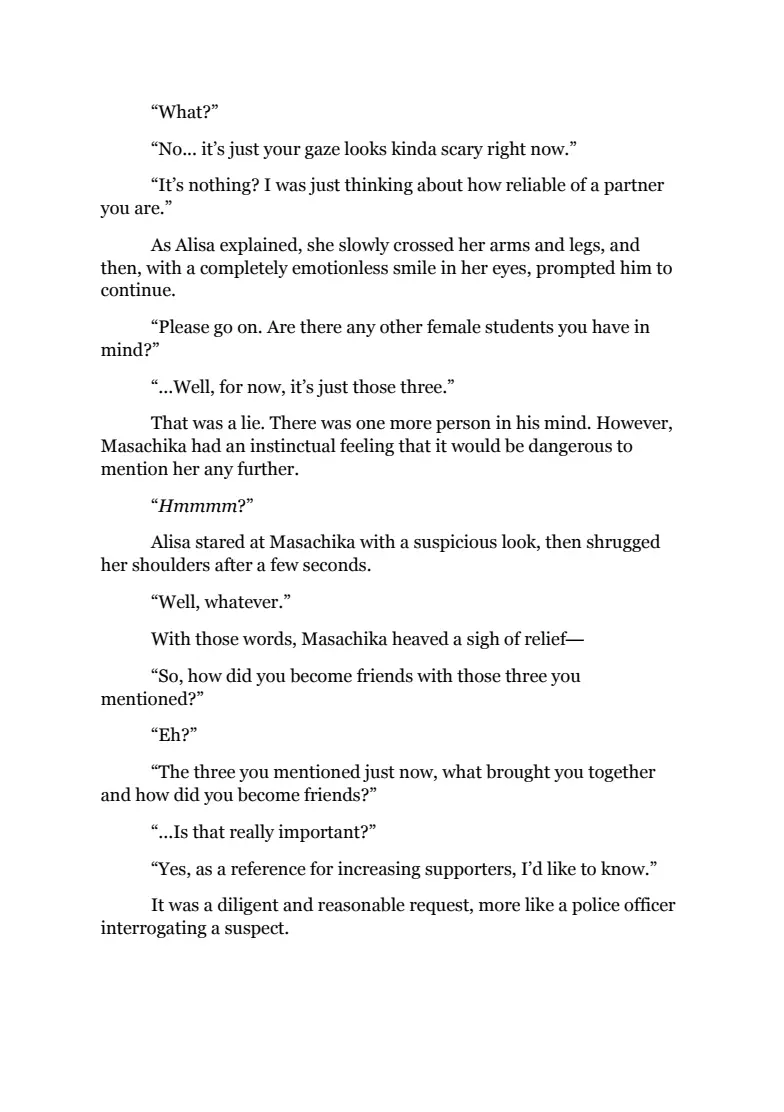 “What?”
“No... it’s just your gaze looks kinda scary right now.”
“It’s nothing? I was just thinking about how reliable of a partner
you are.”
As Alisa explained, she slowly crossed her arms and legs, and
then, with a completely emotionless smile in her eyes, prompted him to
continue.
“Please go on. Are there any other female students you have in
mind?”
“...Well, for now, it’s just those three.”
That was a lie. There was one more person in his mind. However,
Masachika had an instinctual feeling that it would be dangerous to
mention her any further.
“Hmmmm?”
Alisa stared at Masachika with a suspicious look, then shrugged
her shoulders after a few seconds.
“Well, whatever.”
With those words, Masachika heaved a sigh of relief—
“So, how did you become friends with those three you
mentioned?”
“Eh?”
“The three you mentioned just now, what brought you together
and how did you become friends?”
“...Is that really important?”
“Yes, as a reference for increasing supporters, I’d like to know.”
It was a diligent and reasonable request, more like a police officer
interrogating a suspect.